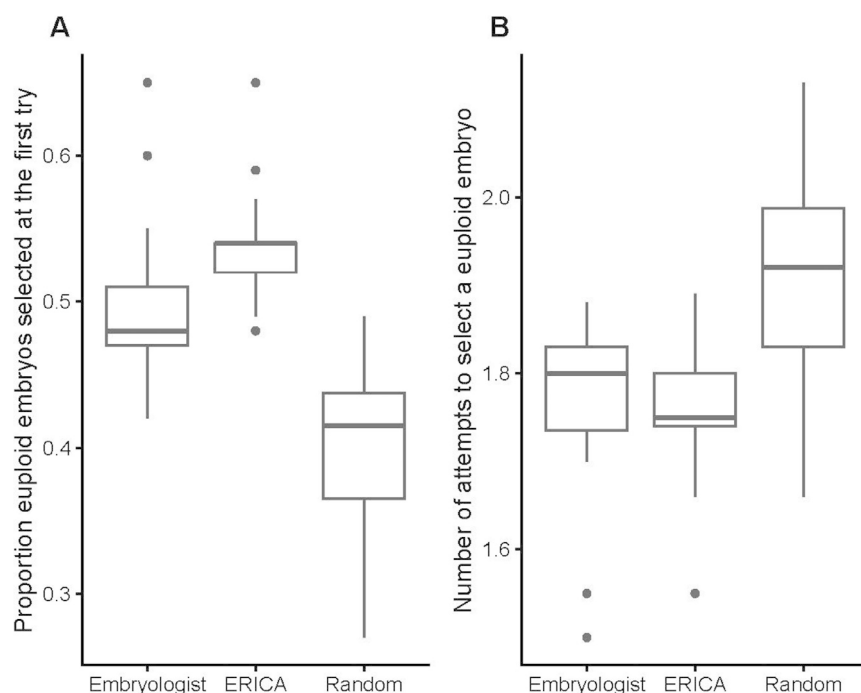 A
Proportion euploid embryos selected at the first try
0.6
0.5
0.4
0.3
Embryologist ERICA Random
B
Number of attempts to select a euploid embryo
2.0
1.8
1.6
Embryologist ERICA Random